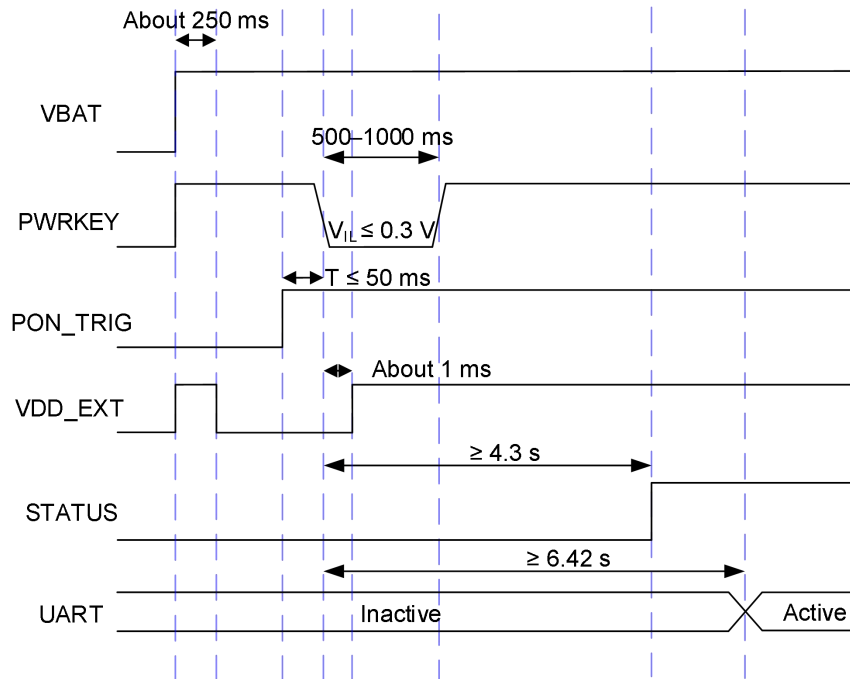 About 250 ms
VBAT
500–1000 ms
PWRKEY
VIL ≤ 0.3 V
T ≤ 50 ms
PON_TRIG
About 1 ms
VDD_EXT
≥ 4.3 s
STATUS
≥ 6.42 s
UART
Inactive
Active